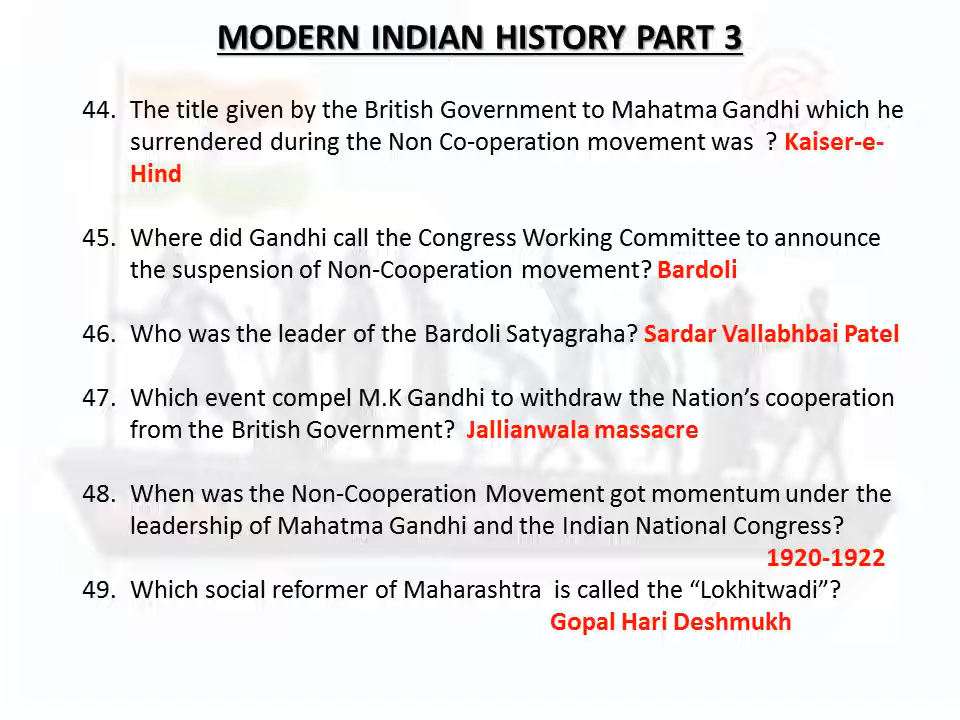 MODERN INDIAN HISTORY PART 3
44. The title given by the British Government to Mahatma Gandhi which he
surrendered during the Non Co-operation movement was ? Kaiser-e-
Hind
45. Where did Gandhi call the Congress Working Committee to announce
the suspension of Non-Cooperation movement? Bardoli
46. Who was the leader of the Bardoli Satyagraha? Sardar Vallabhbai Patel
47. Which event compel M.K Gandhi to withdraw the Nation’s cooperation
from the British Government? Jallianwala massacre
48. When was the Non-Cooperation Movement got momentum under the
leadership of Mahatma Gandhi and the Indian National Congress?
1920-1922
49. Which social reformer of Maharashtra is called the “Lokhitwadi”?
Gopal Hari Deshmukh